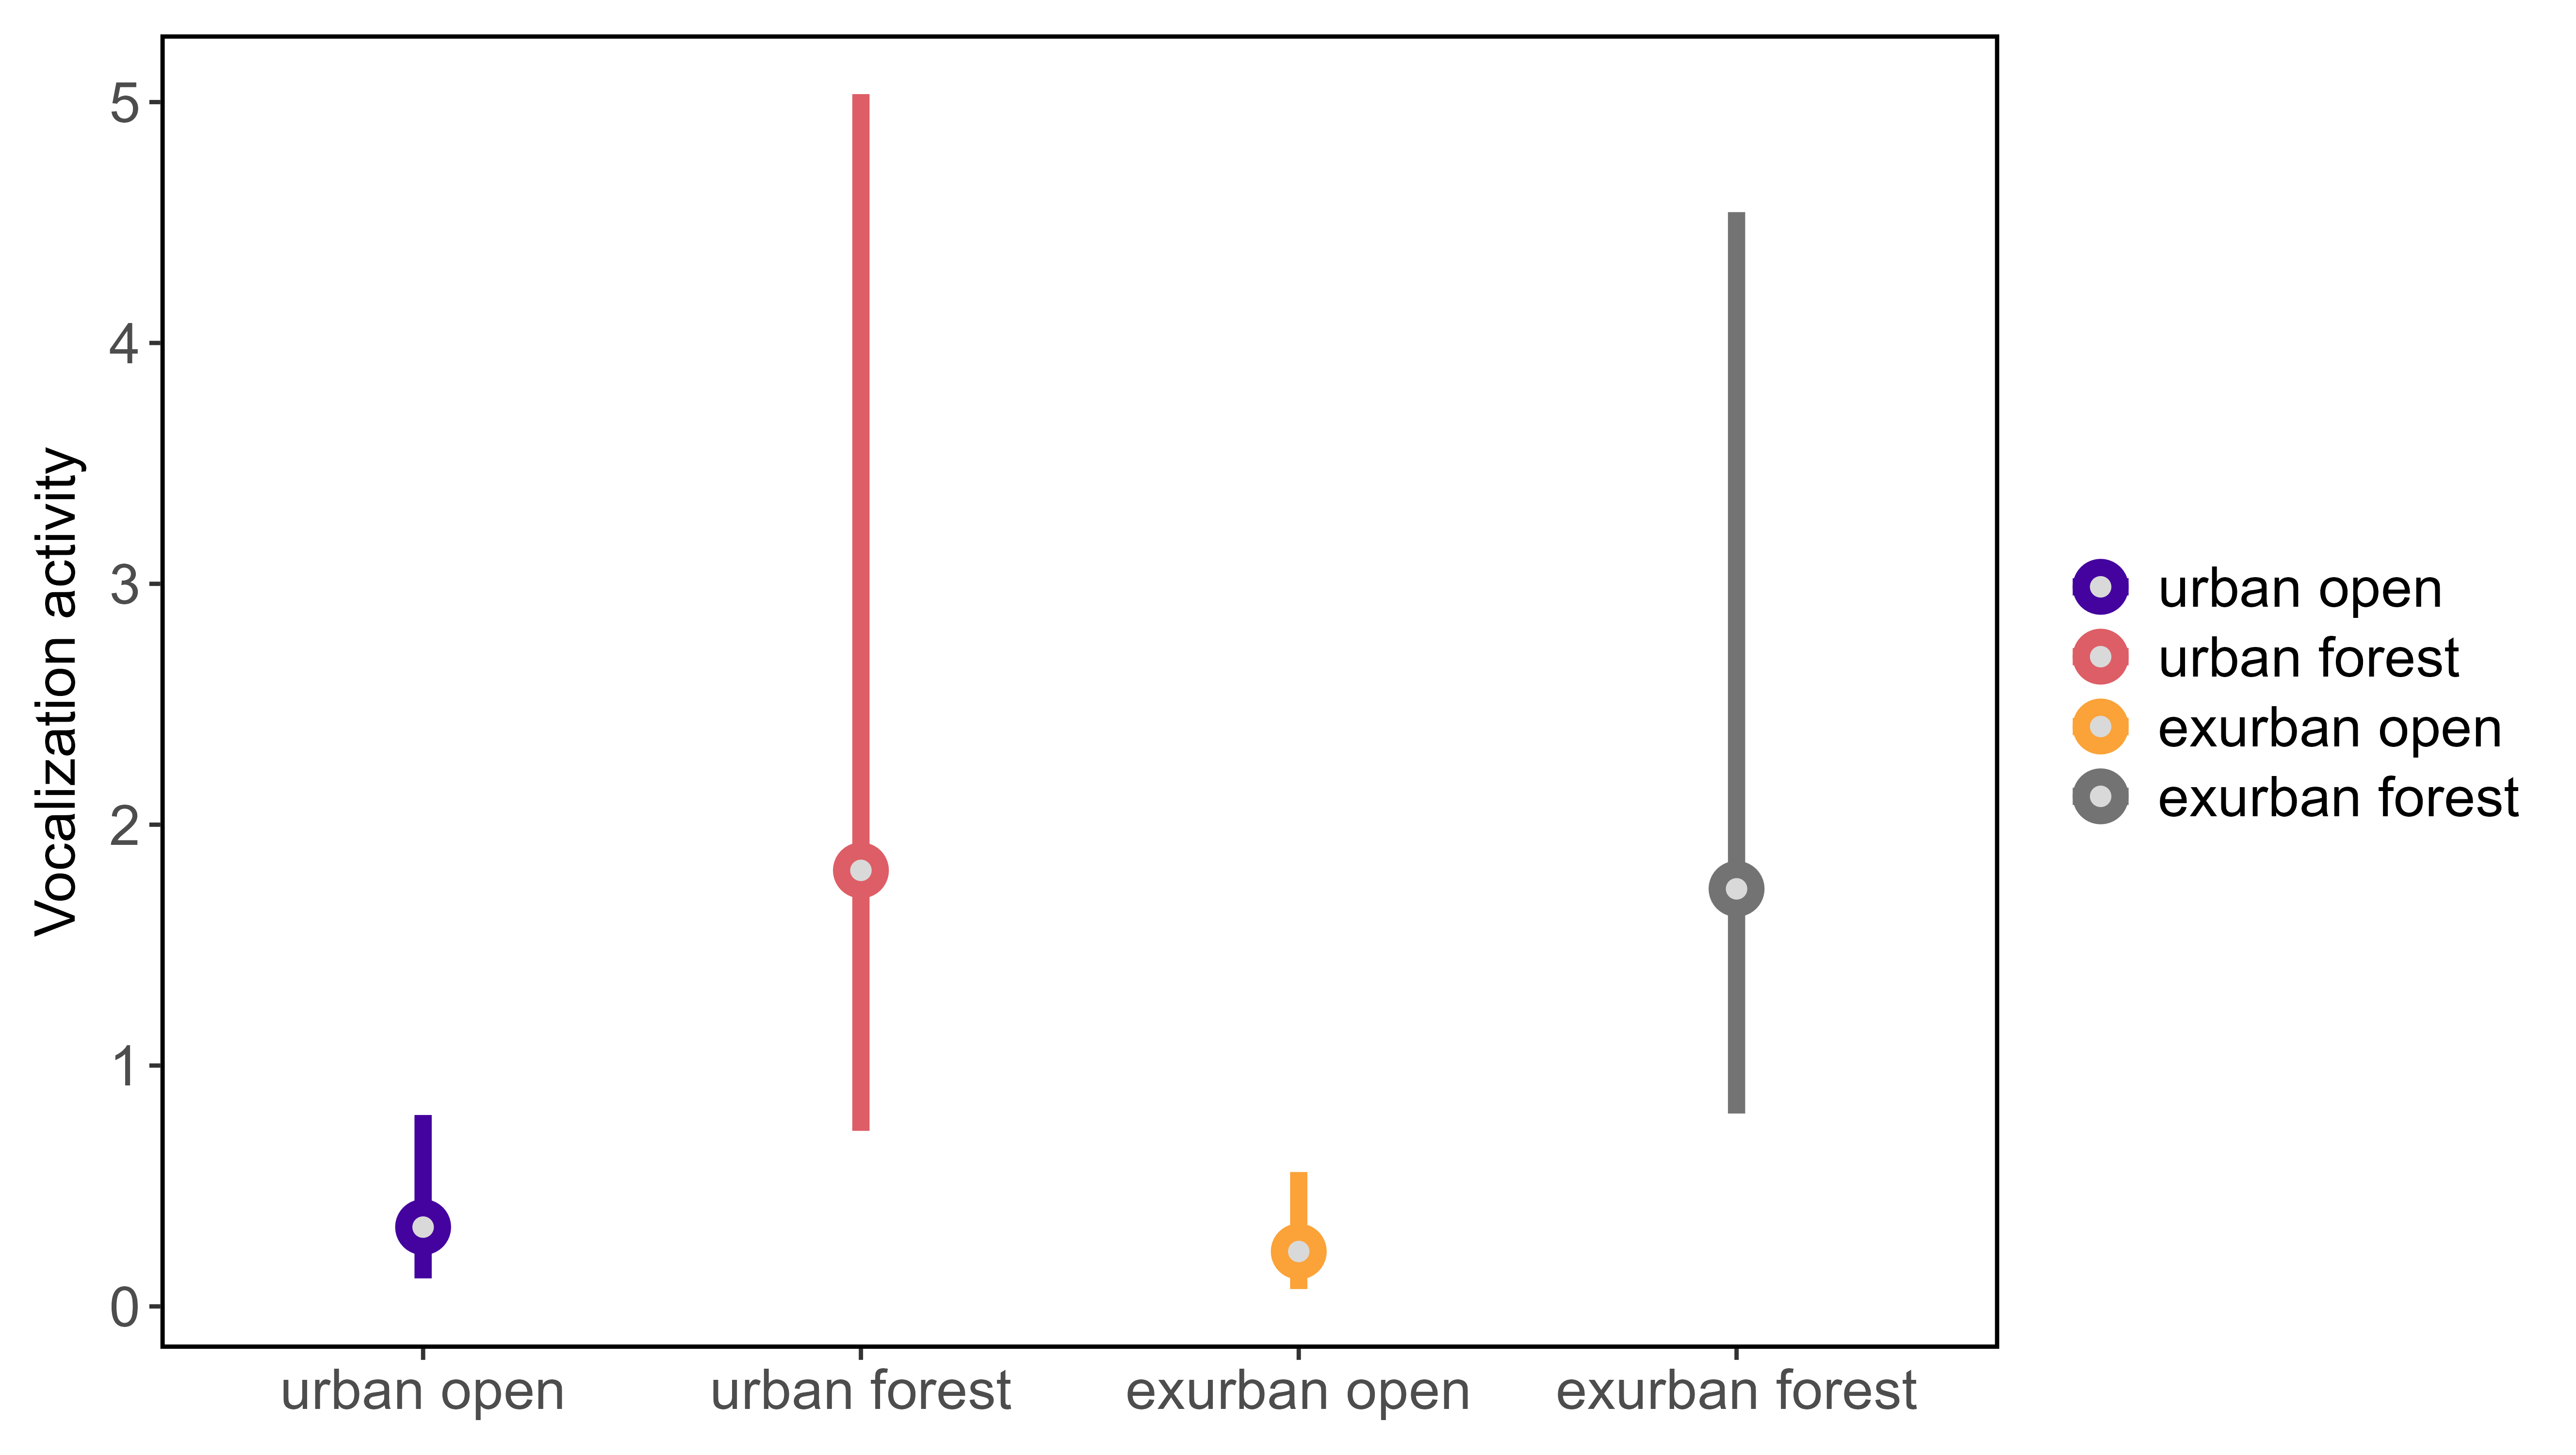 Vocalization activity
5
4
3
2
1
0
urban open
urban forest
exurban open
exurban forest
urban open
urban forest
exurban open
exurban forest